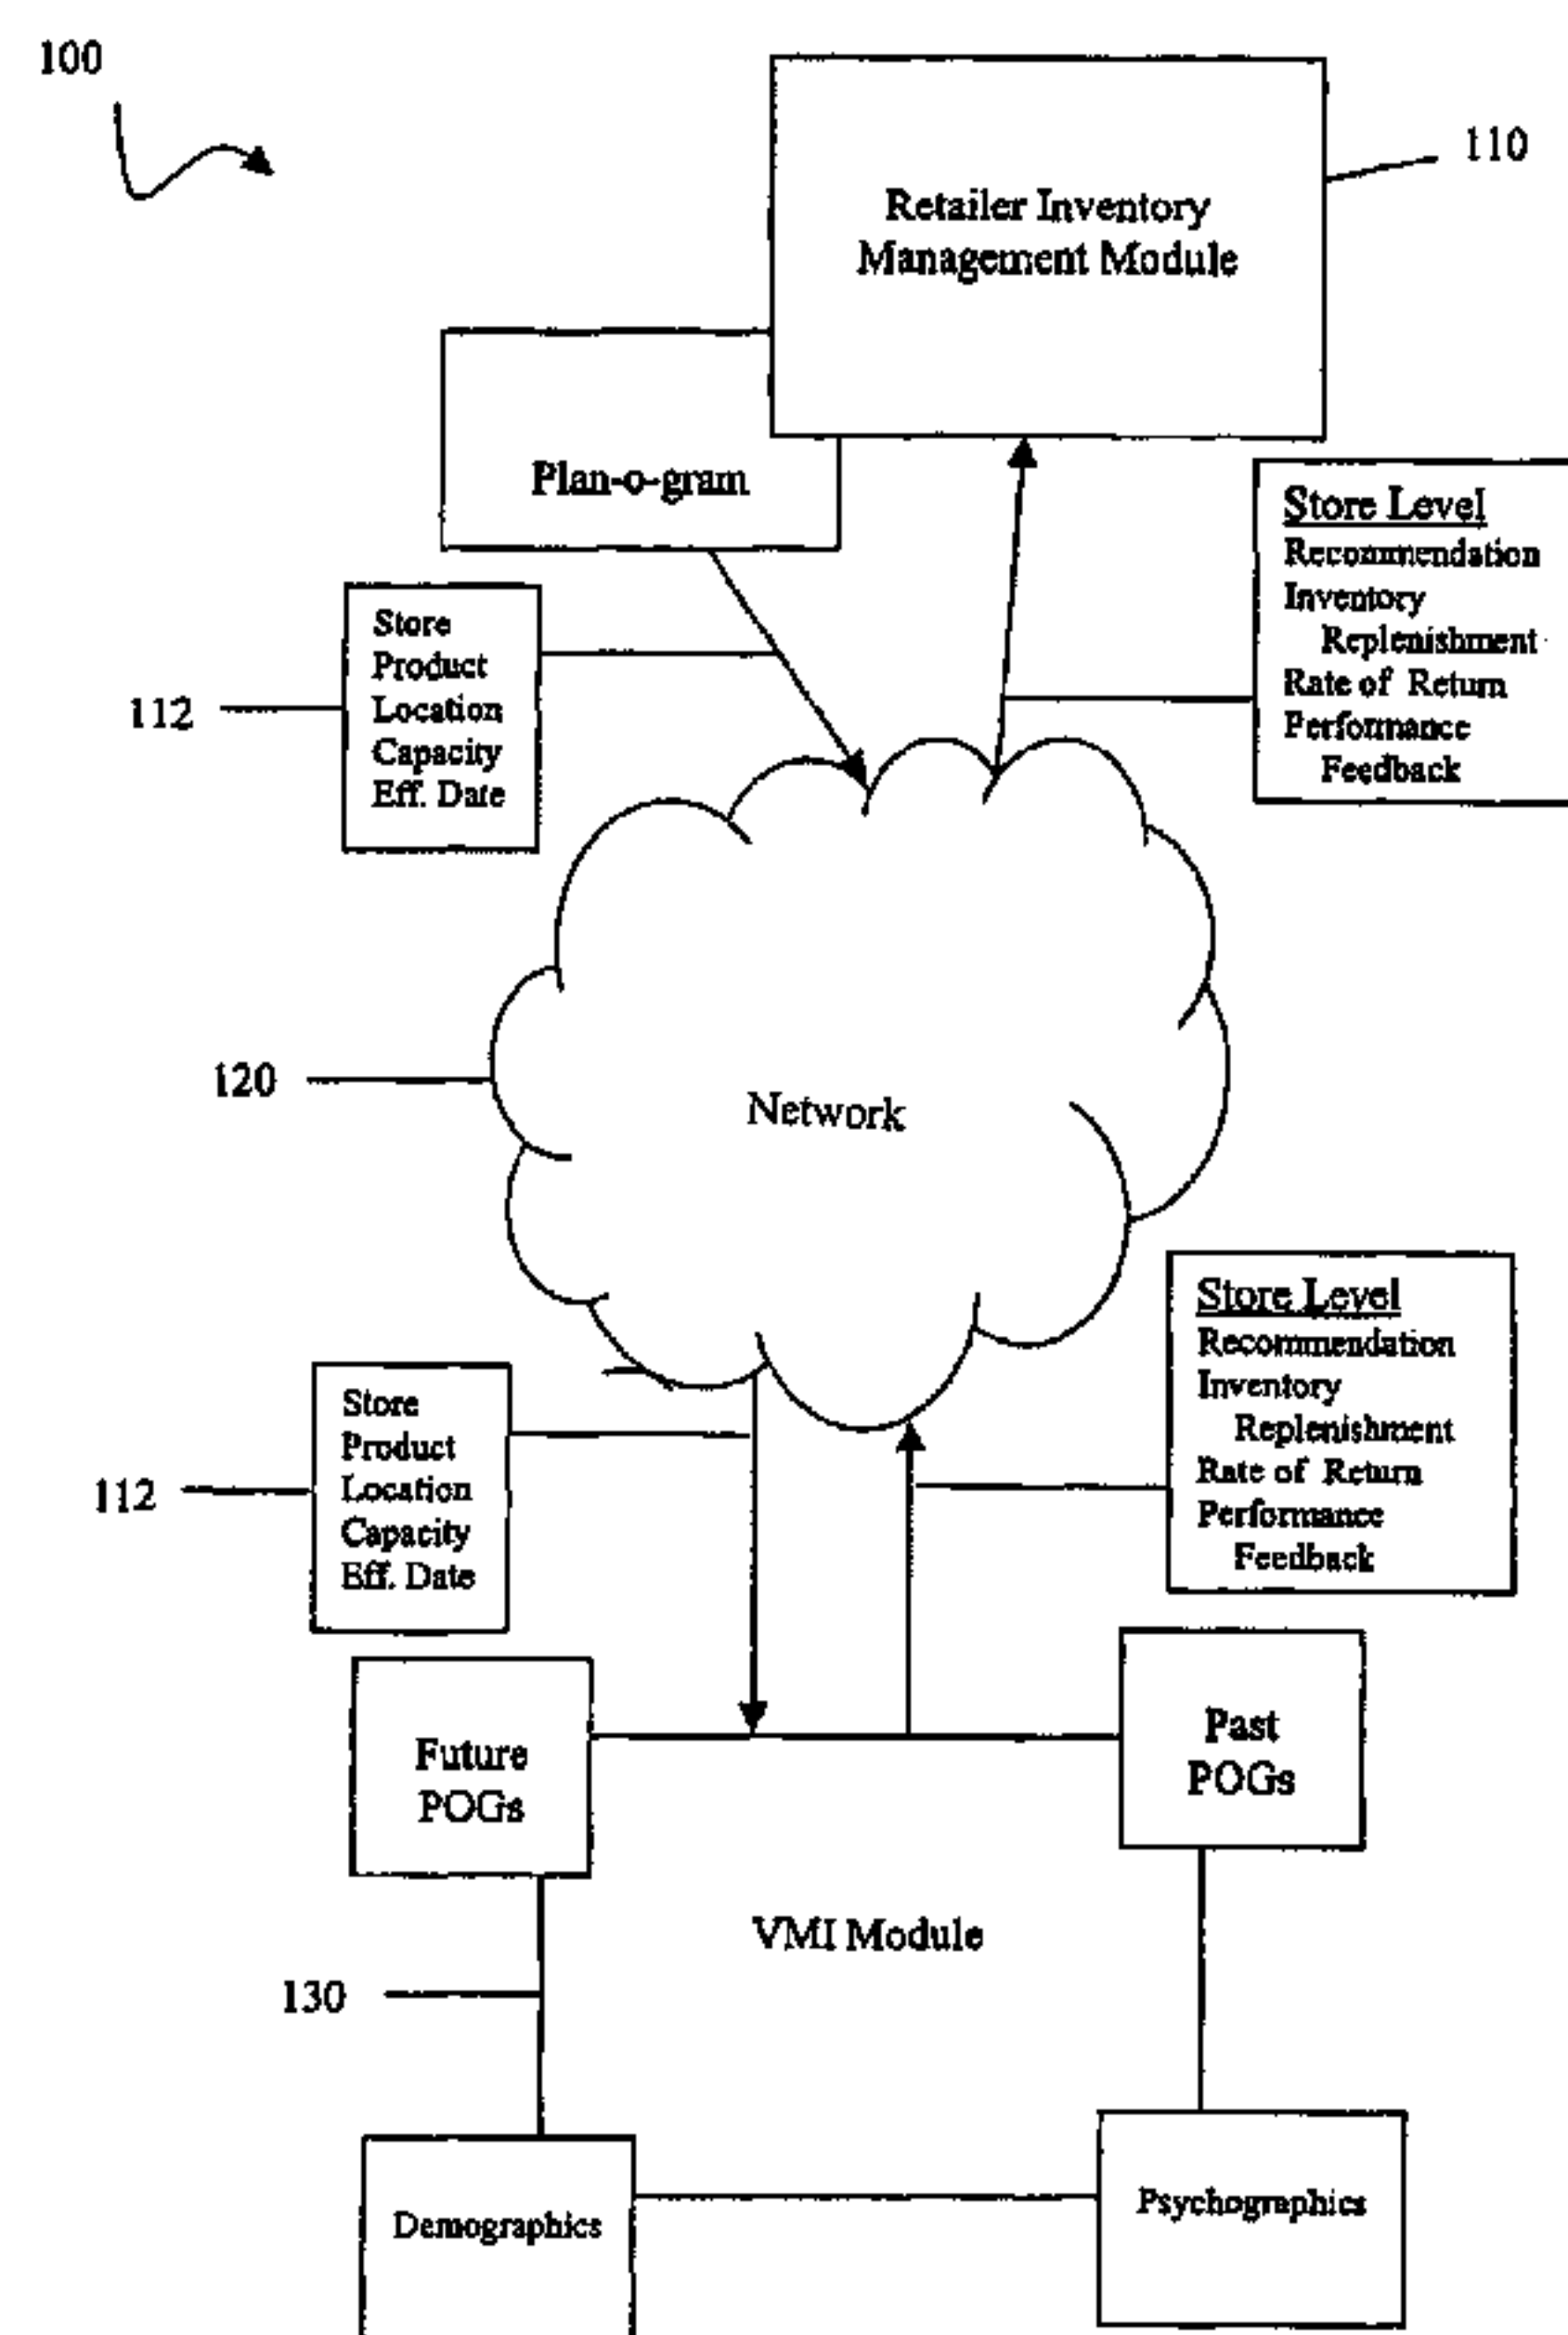 100
110
Retailer Inventory
Management Module
Plan-o-gram
Store Level
Recommendation
Inventory
Replenishment
Rate of Return
Performance
Feedback
Store
Product
Location
Capacity
Eff. Date
112
120
Network
Store Level
Recommendation
Inventory
Replenishment
Rate of Return
Performance
Feedback
Store
Product
Location
Capacity
Eff. Date
112
Future
POGs
Past
POGs
VMI Module
130
Demographics
Psychographics